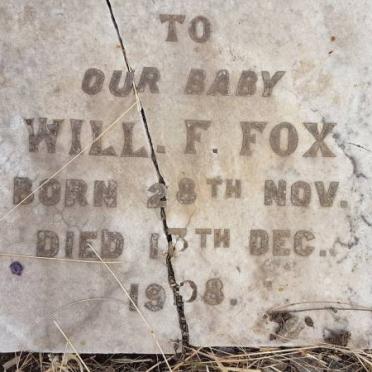 TO
OUR BABY
WILL. F. FOX
BORN 28TH NOV.
DIED 13TH DEC..
1908.